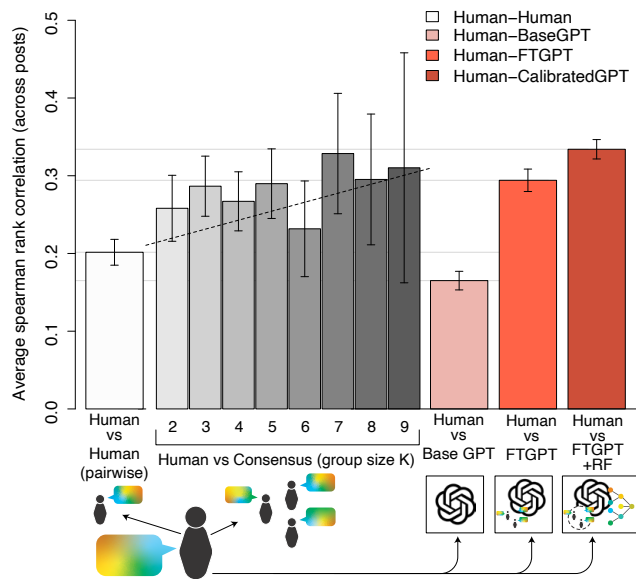 Average spearman rank correlation (across posts)
0.5
0.4
0.3
0.2
0.1
0.0
Human−Human
Human−BaseGPT
Human−FTGPT
Human−CalibratedGPT
Human
vs
Human
(pairwise)
2 3 4 5 6 7 8 9
Human vs Consensus (group size K)
Human
vs
Base GPT
Human
vs
FTGPT
Human
vs
FTGPT
+RF